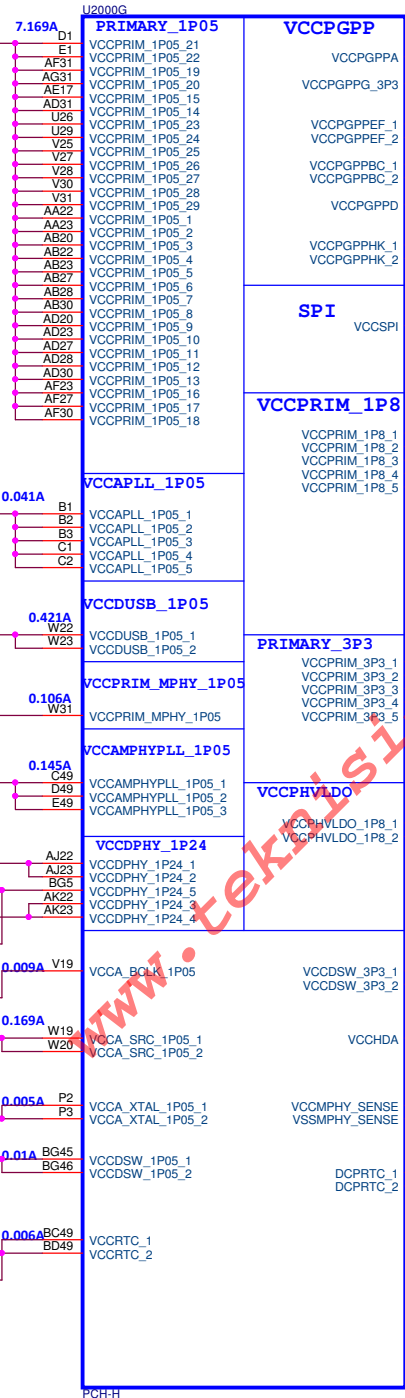 U2000G
PRIMARY_1P05
7.169A
D1 VCCPRIM_1P05_21
E1 VCCPRIM_1P05_22
AF31 VCCPRIM_1P05_19
AG31 VCCPRIM_1P05_20
AE17 VCCPRIM_1P05_15
AD31 VCCPRIM_1P05_14
U26 VCCPRIM_1P05_23
U29 VCCPRIM_1P05_24
V25 VCCPRIM_1P05_25
V27 VCCPRIM_1P05_26
V28 VCCPRIM_1P05_27
V30 VCCPRIM_1P05_28
V31 VCCPRIM_1P05_29
AA22 VCCPRIM_1P05_1
AA23 VCCPRIM_1P05_2
AB20 VCCPRIM_1P05_3
AB22 VCCPRIM_1P05_4
AB23 VCCPRIM_1P05_5
AB27 VCCPRIM_1P05_6
AB28 VCCPRIM_1P05_7
AB30 VCCPRIM_1P05_8
AD20 VCCPRIM_1P05_9
AD23 VCCPRIM_1P05_10
AD27 VCCPRIM_1P05_11
AD28 VCCPRIM_1P05_12
AD30 VCCPRIM_1P05_13
AF23 VCCPRIM_1P05_16
AF27 VCCPRIM_1P05_17
AF30 VCCPRIM_1P05_18
VCCAPLL_1P05
0.041A
B1 VCCAPLL_1P05_1
B2 VCCAPLL_1P05_2
B3 VCCAPLL_1P05_3
C1 VCCAPLL_1P05_4
C2 VCCAPLL_1P05_5
VCCDUSB_1P05
0.421A
W22 VCCDUSB_1P05_1
W23 VCCDUSB_1P05_2
VCCPRIM_MPHY_1P05
0.106A
W31 VCCPRIM_MPHY_1P05
VCCAMPHYPLL_1P05
0.145A
C49 VCCAMPHYPLL_1P05_1
D49 VCCAMPHYPLL_1P05_2
E49 VCCAMPHYPLL_1P05_3
VCCDPHY_1P24
AJ22 VCCDPHY_1P24_1
AJ23 VCCDPHY_1P24_2
BG5 VCCDPHY_1P24_5
AK22 VCCDPHY_1P24_3
AK23 VCCDPHY_1P24_4
0.009A V19 VCCA_BCLK_1P05
0.169A
W19 VCCA_SRC_1P05_1
W20 VCCA_SRC_1P05_2
0.005A P2 VCCA_XTAL_1P05_1
P3 VCCA_XTAL_1P05_2
0.01A BG45 VCCDSW_1P05_1
BG46 VCCDSW_1P05_2
0.006A BC49 VCCRTC_1
BD49 VCCRTC_2
VCCPGPP
VCCPGPPA
VCCPGPPG_3P3
VCCPGPPEF_1
VCCPGPPEF_2
VCCPGPPBC_1
VCCPGPPBC_2
VCCPGPPD
VCCPGPPHK_1
VCCPGPPHK_2
SPI
VCCSPI
VCCPRIM_1P8
VCCPRIM_1P8_1
VCCPRIM_1P8_2
VCCPRIM_1P8_3
VCCPRIM_1P8_4
VCCPRIM_1P8_5
PRIMARY_3P3
VCCPRIM_3P3_1
VCCPRIM_3P3_2
VCCPRIM_3P3_3
VCCPRIM_3P3_4
VCCPRIM_3P3_5
VCCPHVLDO
VCCPHVLDO_1P8_1
VCCPHVLDO_1P8_2
VCCDSW_3P3_1
VCCDSW_3P3_2
VCCHDA
VCCMPHY_SENSE
VSSMPHY_SENSE
DCPRTC_1
DCPRTC_2
PCH-H
www.teknisi